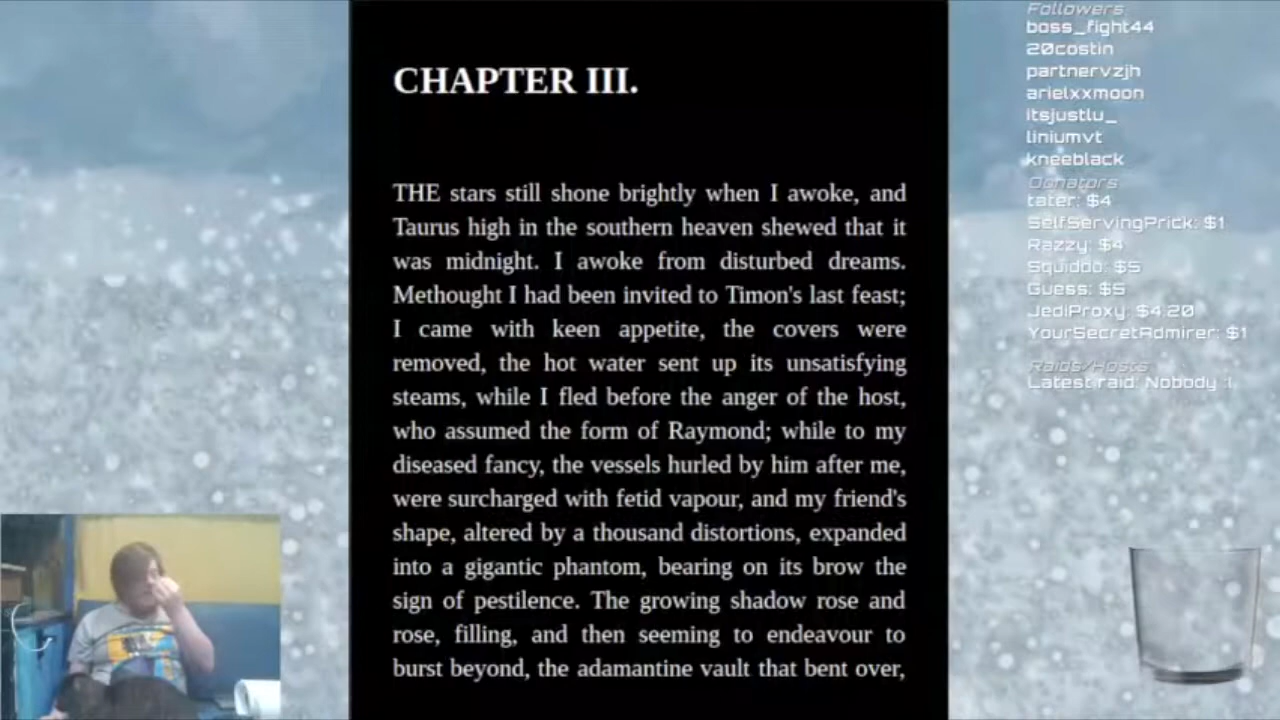 CHAPTER III.
THE stars still shone brightly when I awoke, and
Taurus high in the southern heaven shewed that it
was midnight. I awoke from disturbed dreams.
Methought I had been invited to Timon's last feast;
I came with keen appetite, the covers were
removed, the hot water sent up its unsatisfying
steams, while I fled before the anger of the host,
who assumed the form of Raymond; while to my
diseased fancy, the vessels hurled by him after me,
were surcharged with fetid vapour, and my friend's
shape, altered by a thousand distortions, expanded
into a gigantic phantom, bearing on its brow the
sign of pestilence. The growing shadow rose and
rose, filling, and then seeming to endeavour to
burst beyond, the adamantine vault that bent over,
Followers
boss_fight44
20costin
partnervzjh
arielxxmoon
itsjustlu_
liniumvt
kneeblack
Donators
tater: $4
SelfServingPrick: $1
Razzy: $4
Squidoo: $5
Guess: $5
JediProxy: $4.20
YourSecretAdmirer: $1
Raids/Hosts
Latest raid: Nobody :(